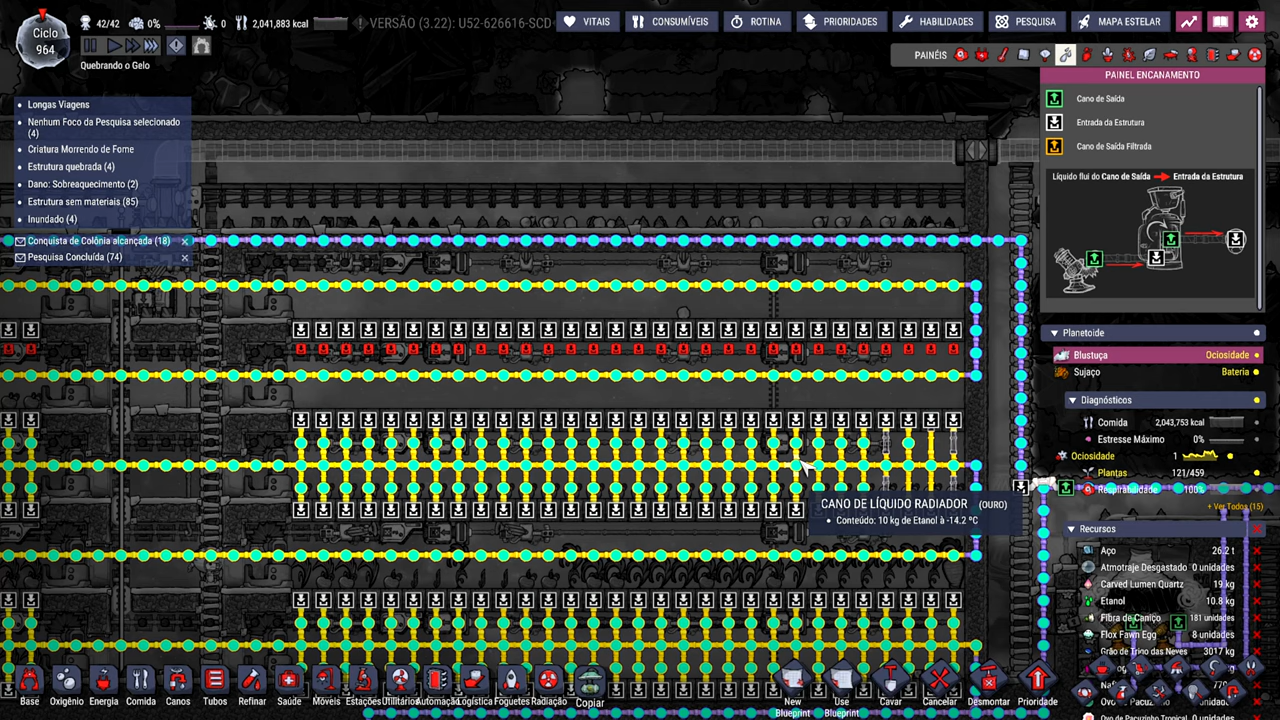 Ciclo
964
42/42
0%
0
2,041,883 kcal
VERSÃO (3.22): U52-626616-SCD
VITAIS
CONSUMÍVEIS
ROTINA
PRIORIDADES
HABILIDADES
PESQUISA
MAPA ESTELAR
Quebrando o Gelo
PAINÉIS
PAINEL ENCANAMENTO
Cano de Saída
Entrada da Estrutura
Cano de Saída Filtrada
Líquido flui do Cano de Saída Entrada da Estrutura
Longas Viagens
Nenhum Foco da Pesquisa selecionado
(4)
Criatura Morrendo de Fome
Estrutura quebrada (4)
Dano: Sobreaquecimento (2)
Estrutura sem materiais (85)
Inundado (4)
Conquista de Colônia alcançada (18)
Pesquisa Concluída (74)
Planetoide
Blustuça Ociosidade
Sujaço Bateria
Diagnósticos
Comida 2,043,753 kcal
Estresse Máximo 0%
Ociosidade 1
Plantas 121/459
Respirabilidade 100%
+ Ver Todos (15)
CANO DE LÍQUIDO RADIADOR (OURO)
Conteúdo: 10 kg de Etanol à -14.2 ºC
Recursos
Aço 26.2 t
Atmotraje Desgastado 0 unidades
Carved Lumen Quartz 19 kg
Etanol 10.8 kg
Fibra de Caniço 181 unidades
Flox Fawn Egg 8 unidades
Grão de Trigo das Neves 3017 kg
Base
Oxigênio
Energia
Comida
Canos
Tubos
Refinar
Saúde
Móveis
Estações
Utilitários
Automação
Logística
Foguetes
Radiação
Copiar
New
Blueprint
Use
Blueprint
Cavar
Cancelar
Desmontar
Prioridade